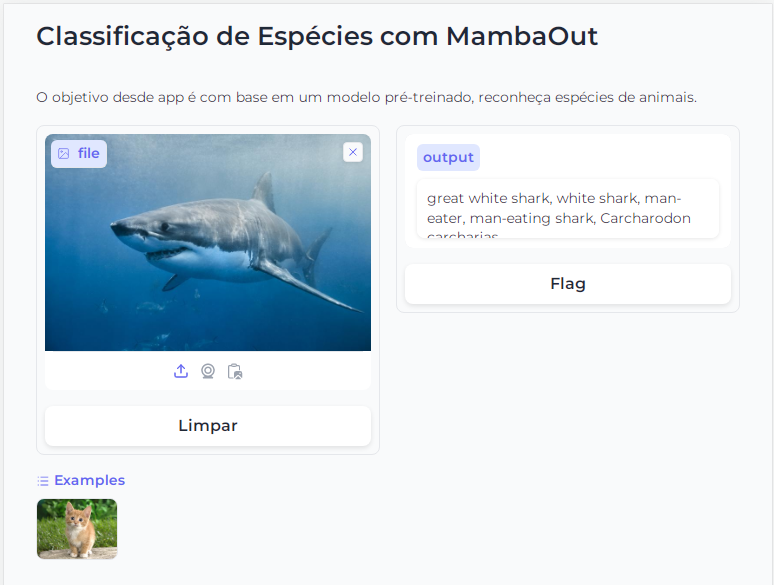 Classificação de Espécies com MambaOut
O objetivo desde app é com base em um modelo pré-treinado, reconheça espécies de animais.
file
output
great white shark, white shark, man-
eater, man-eating shark, Carcharodon
carcharias
Flag
Limpar
Examples